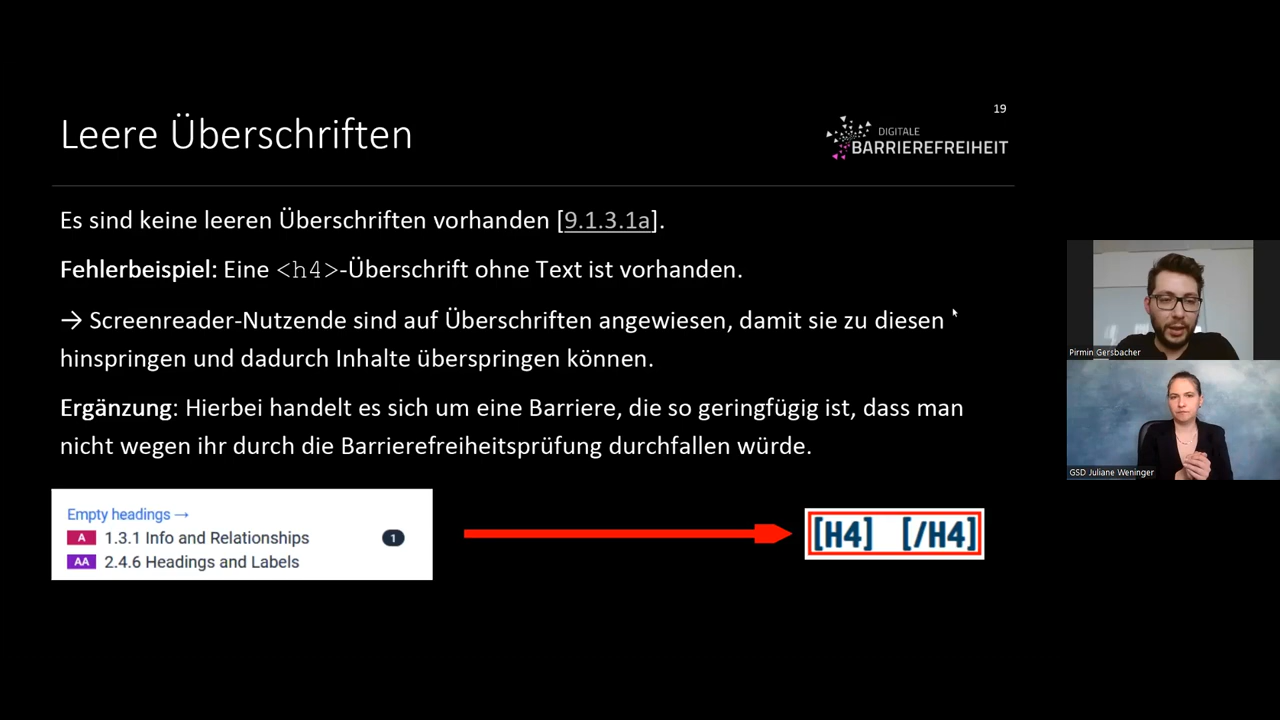 19
Leere Überschriften
DIGITALE
BARRIEREFREIHEIT
Es sind keine leeren Überschriften vorhanden [9.1.3.1a].
Fehlerbeispiel: Eine <h4>-Überschrift ohne Text ist vorhanden.
→ Screenreader-Nutzende sind auf Überschriften angewiesen, damit sie zu diesen
hinspringen und dadurch Inhalte überspringen können.
Ergänzung: Hierbei handelt es sich um eine Barriere, die so geringfügig ist, dass man
nicht wegen ihr durch die Barrierefreiheitsprüfung durchfallen würde.
Empty headings →
A 1.3.1 Info and Relationships 1
AA 2.4.6 Headings and Labels
[H4] [/H4]
Pirmin Gersbacher
GSD Juliane Weninger